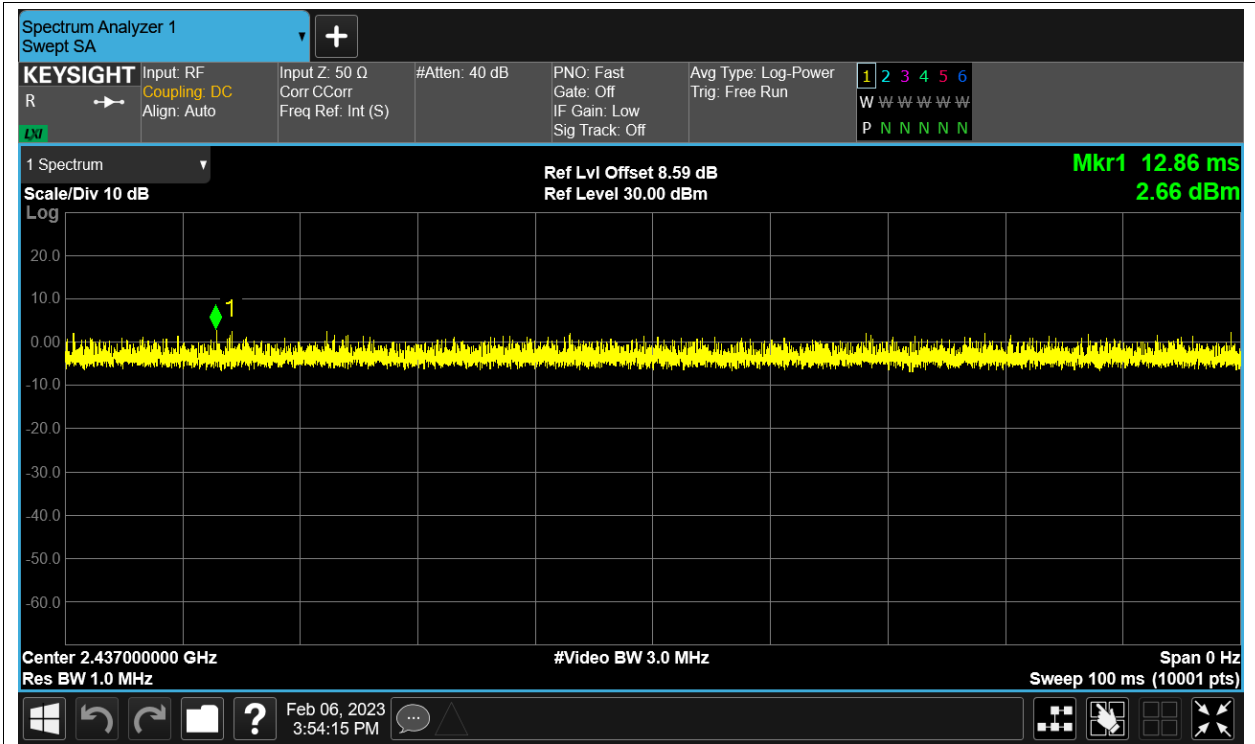 Spectrum Analyzer 1
Swept SA
KEYSIGHT
R
LXI
Input: RF
Coupling: DC
Align: Auto
Input Z: 50 Ω
Corr CCorr
Freq Ref: Int (S)
#Atten: 40 dB
PNO: Fast
Gate: Off
IF Gain: Low
Sig Track: Off
Avg Type: Log-Power
Trig: Free Run
1 2 3 4 5 6
W W W W W W
P N N N N N
1 Spectrum
Scale/Div 10 dB
Ref Lvl Offset 8.59 dB
Ref Level 30.00 dBm
Mkr1 12.86 ms
2.66 dBm
Log
20.0
10.0
1
0.00
-10.0
-20.0
-30.0
-40.0
-50.0
-60.0
Center 2.437000000 GHz
#Video BW 3.0 MHz
Span 0 Hz
Res BW 1.0 MHz
Sweep 100 ms (10001 pts)
?
Feb 06, 2023
3:54:15 PM